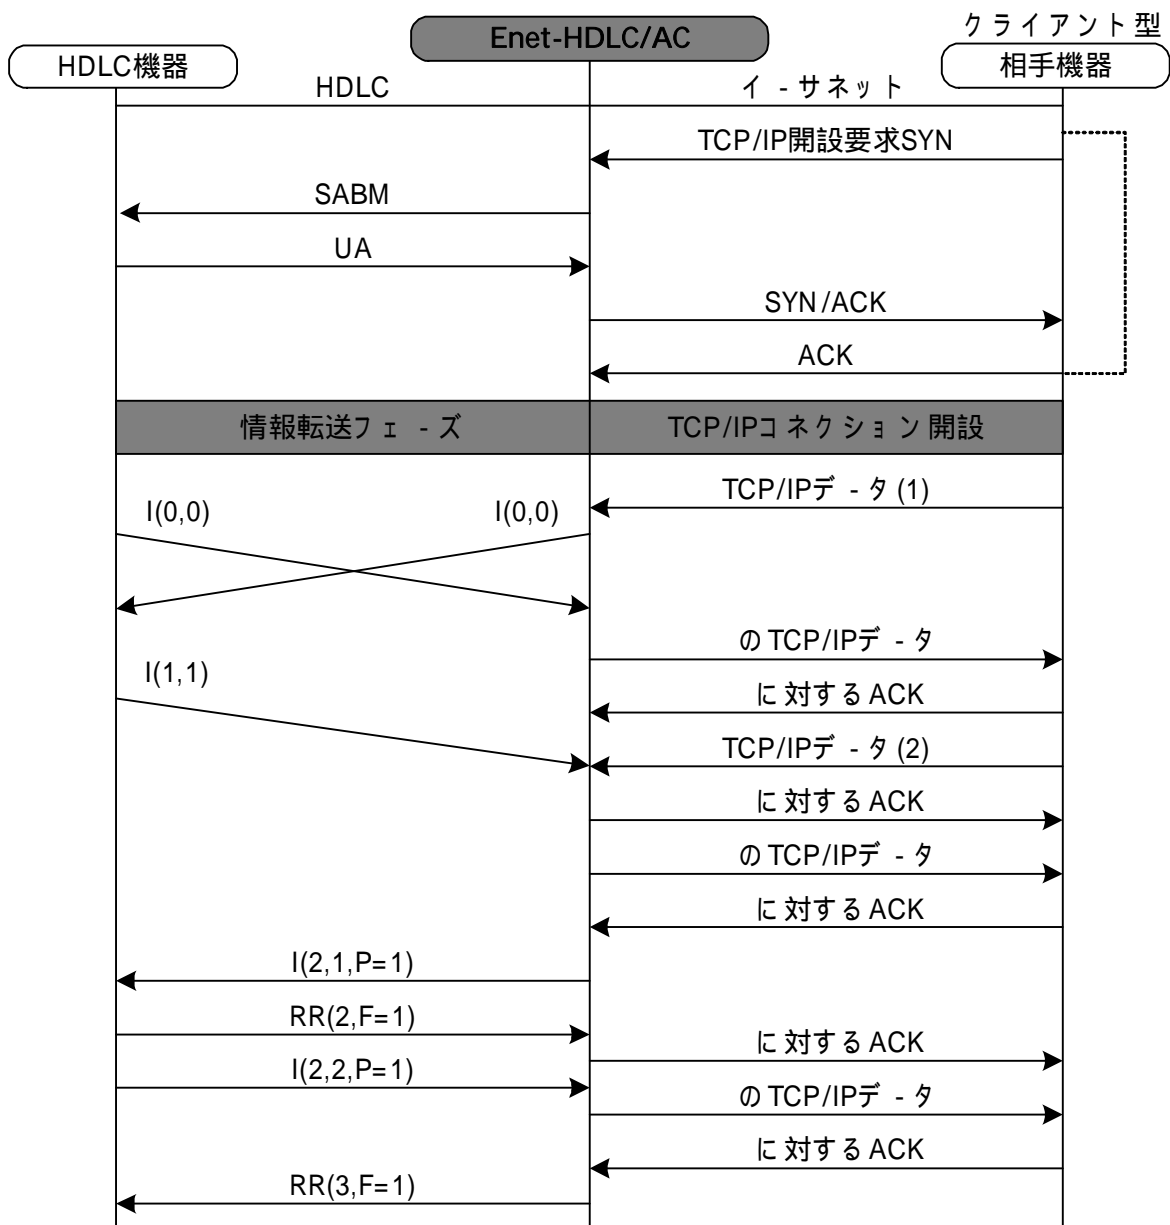 クライアント型
Enet-HDLC/AC
HDLC機器
相手機器
HDLC
イ-サネット
TCP/IP開設要求SYN
SABM
UA
SYN/ACK
ACK
情報転送フェ-ズ
TCP/IPコネクション開設
TCP/IPデ-タ(1)
I(0,0)
I(0,0)
のTCP/IPデ-タ
I(1,1)
に対するACK
TCP/IPデ-タ(2)
に対するACK
のTCP/IPデ-タ
に対するACK
I(2,1,P=1)
RR(2,F=1)
に対するACK
I(2,2,P=1)
のTCP/IPデ-タ
に対するACK
RR(3,F=1)